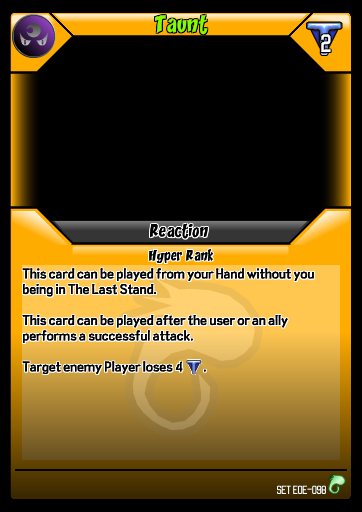 Taunt
2
Reaction
Hyper Rank
This card can be played from your Hand without you
being in The Last Stand.
This card can be played after the user or an ally
performs a successful attack.
Target enemy Player loses 4 .
SET EOE-098